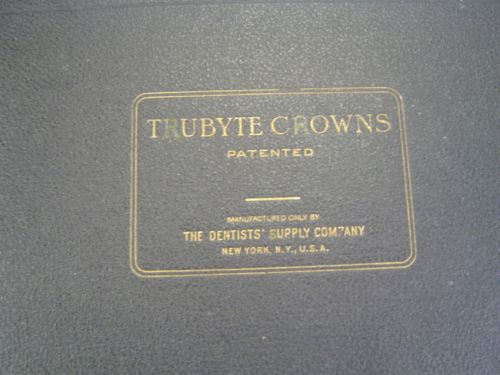 TRUBYTE CROWNS
PATENTED
MANUFACTURED ONLY BY
THE DENTISTS' SUPPLY COMPANY
NEW YORK, N.Y., U.S.A.